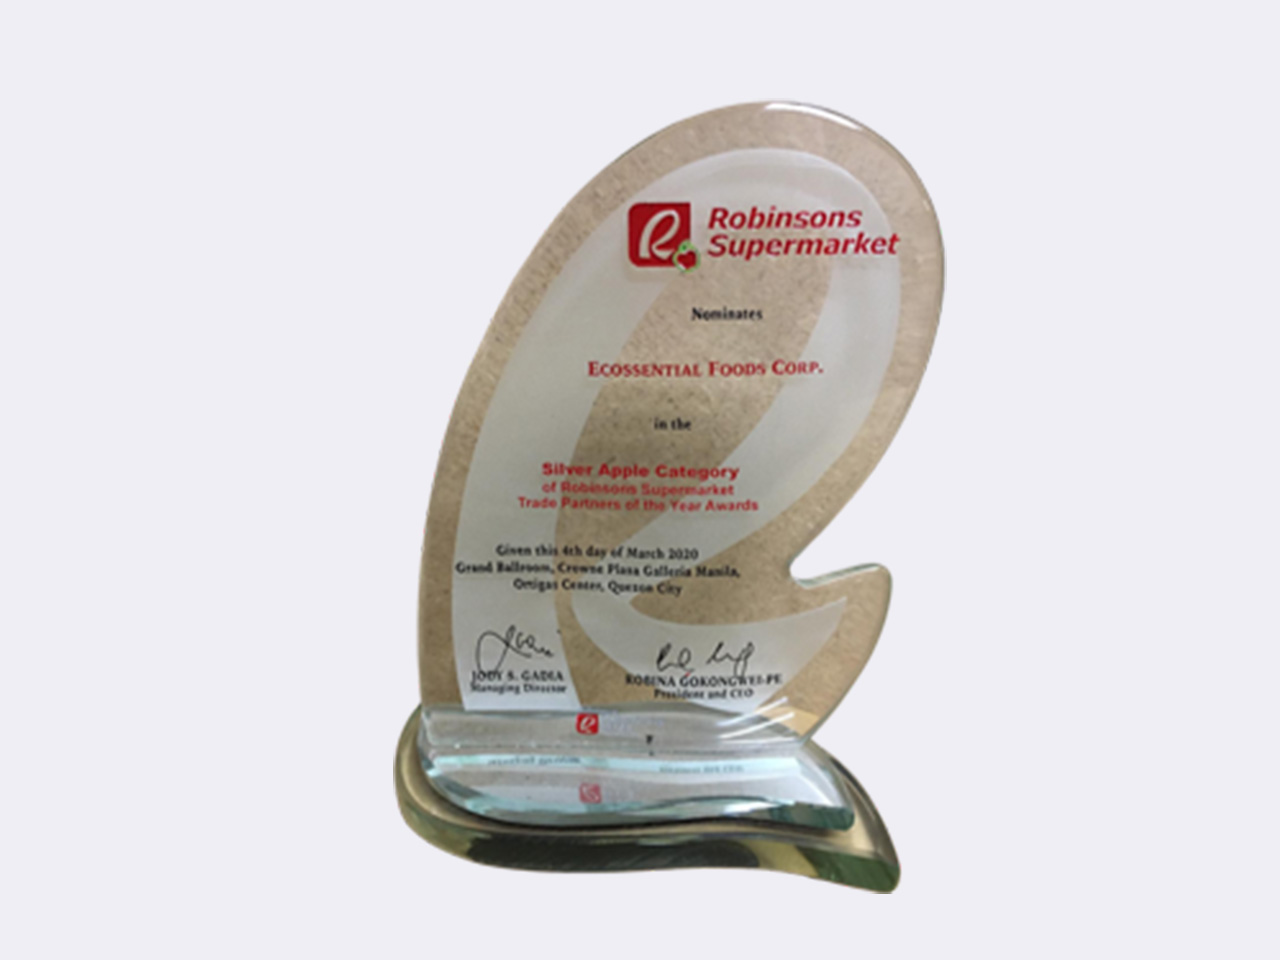 Robinsons
Supermarket
Nominates
ECOSSENTIAL FOODS CORP.
in the
Silver Apple Category
of Robinsons Supermarket
Trade Partners of the Year Awards
Given this 4th day of March 2020
Grand Ballroom, Crowne Plaza Galleria Manila,
Ortigas Center, Quezon City
JODY S. GADIA
Managing Director
ROBINA GOKONGWEI-PE
President and CEO